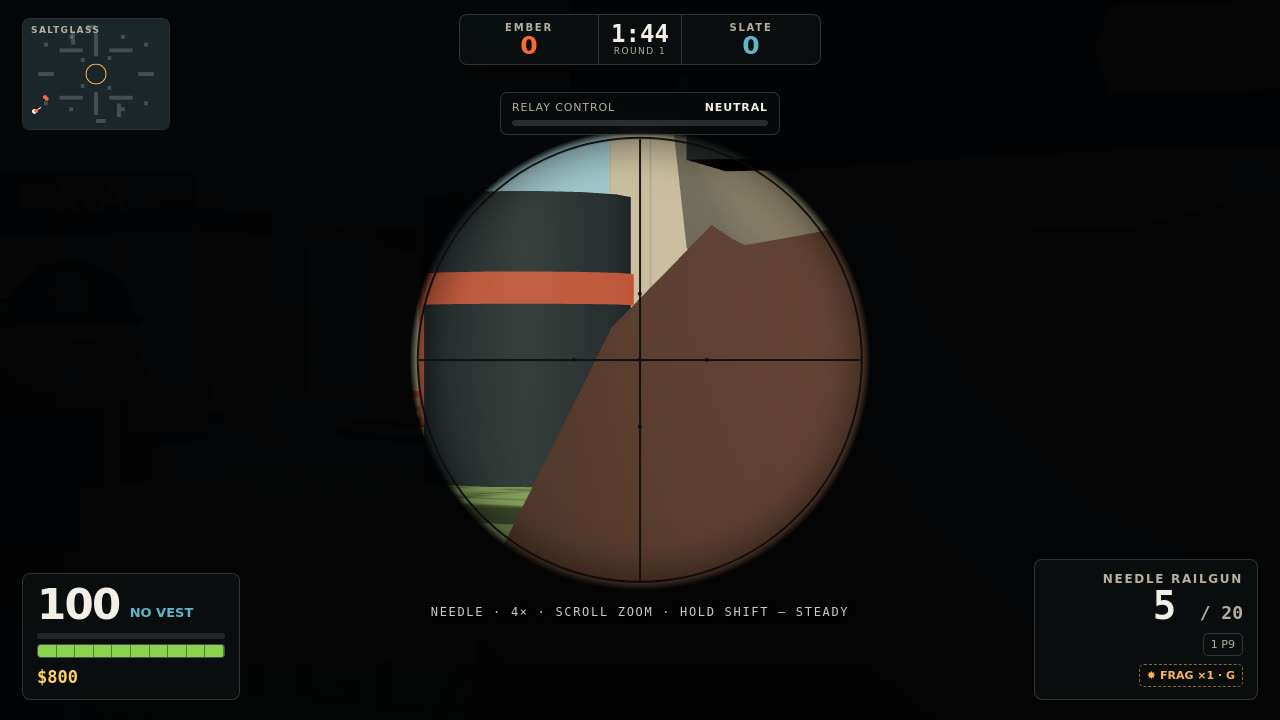 SALTGLASS
EMBER
0
1:44
ROUND 1
SLATE
0
RELAY CONTROL
NEUTRAL
NEEDLE · 4× · SCROLL ZOOM · HOLD SHIFT — STEADY
100 NO VEST
$800
NEEDLE RAILGUN
5 / 20
1 P9
✸ FRAG ×1 · G